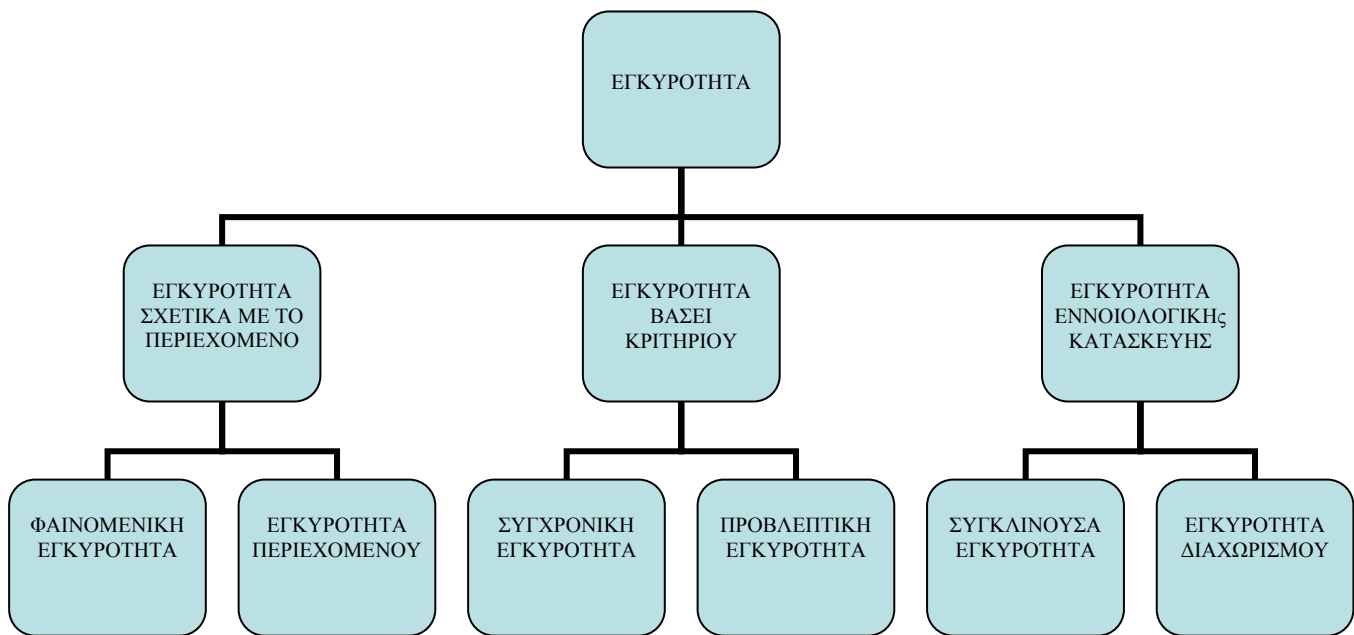 ΕΓΚΥΡΟΤΗΤΑ
ΕΓΚΥΡΟΤΗΤΑ
ΣΧΕΤΙΚΑ ΜΕ ΤΟ
ΠΕΡΙΕΧΟΜΕΝΟ
ΕΓΚΥΡΟΤΗΤΑ
ΒΑΣΕΙ
ΚΡΙΤΗΡΙΟΥ
ΕΓΚΥΡΟΤΗΤΑ
ΕΝΝΟΙΟΛΟΓΙΚΗς
ΚΑΤΑΣΚΕΥΗΣ
ΦΑΙΝΟΜΕΝΙΚΗ
ΕΓΚΥΡΟΤΗΤΑ
ΕΓΚΥΡΟΤΗΤΑ
ΠΕΡΙΕΧΟΜΕΝΟΥ
ΣΥΓΧΡΟΝΙΚΗ
ΕΓΚΥΡΟΤΗΤΑ
ΠΡΟΒΛΕΠΤΙΚΗ
ΕΓΚΥΡΟΤΗΤΑ
ΣΥΓΚΛΙΝΟΥΣΑ
ΕΓΚΥΡΟΤΗΤΑ
ΕΓΚΥΡΟΤΗΤΑ
ΔΙΑΧΩΡΙΣΜΟΥ